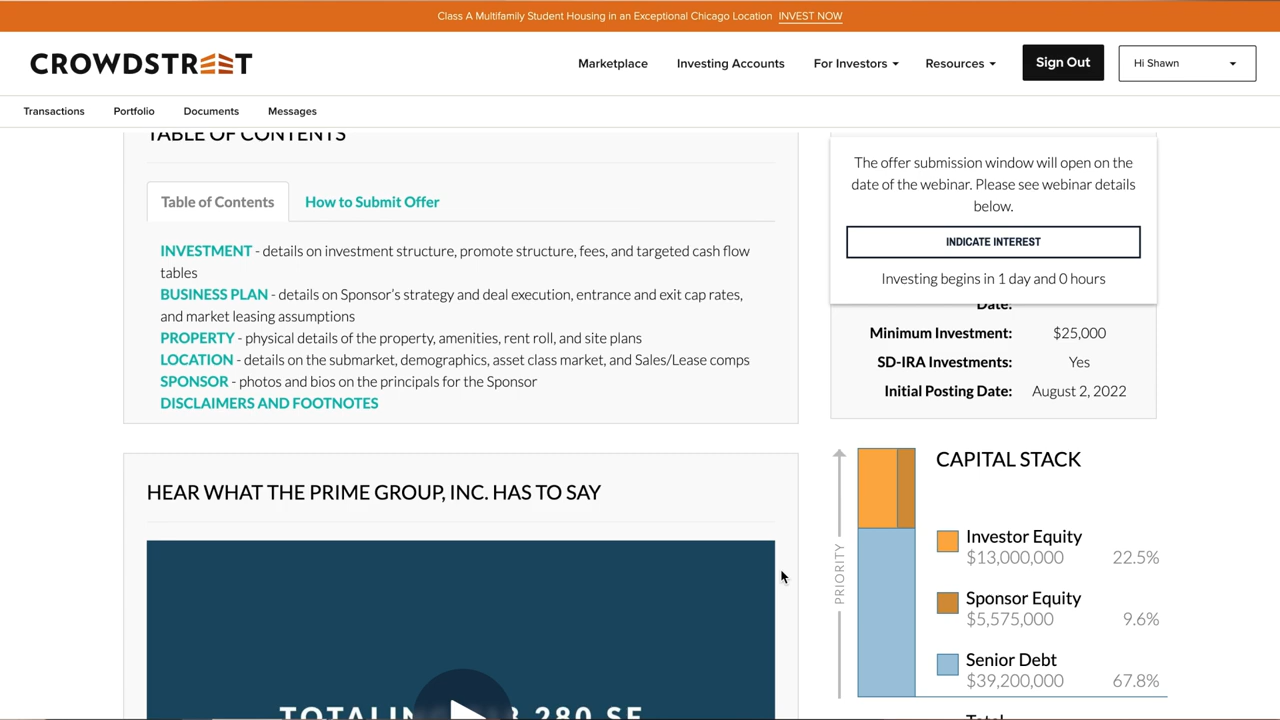 Class A Multifamily Student Housing in an Exceptional Chicago Location INVEST NOW
CROWDSTREET
Marketplace
Investing Accounts
For Investors
Resources
Sign Out
Hi Shawn
Transactions
Portfolio
Documents
Messages
TABLE OF CONTENTS
Table of Contents
How to Submit Offer
INVESTMENT - details on investment structure, promote structure, fees, and targeted cash flow
tables
BUSINESS PLAN - details on Sponsor's strategy and deal execution, entrance and exit cap rates,
and market leasing assumptions
PROPERTY - physical details of the property, amenities, rent roll, and site plans
LOCATION - details on the submarket, demographics, asset class market, and Sales/Lease comps
SPONSOR - photos and bios on the principals for the Sponsor
DISCLAIMERS AND FOOTNOTES
HEAR WHAT THE PRIME GROUP, INC. HAS TO SAY
The offer submission window will open on the
date of the webinar. Please see webinar details
below.
INDICATE INTEREST
Investing begins in 1 day and 0 hours
Date:
Minimum Investment: $25,000
SD-IRA Investments: Yes
Initial Posting Date: August 2, 2022
PRIORITY
CAPITAL STACK
Investor Equity
$13,000,000 22.5%
Sponsor Equity
$5,575,000 9.6%
Senior Debt
$39,200,000 67.8%
Total